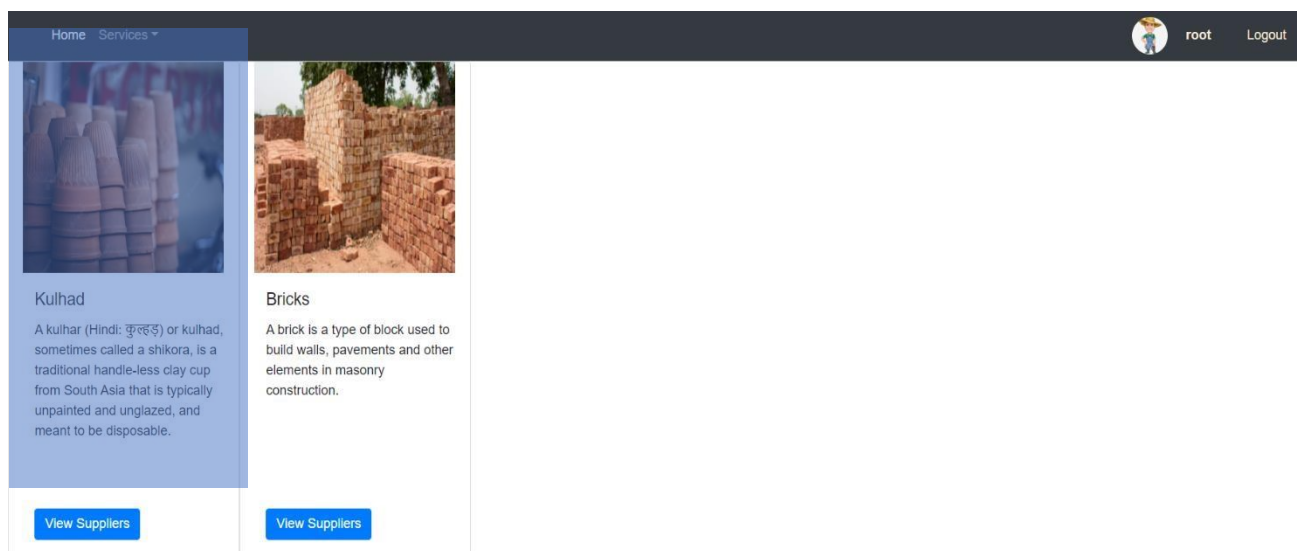 Home Services root Logout
RECEPTION
Kulhad
A kulhar (Hindi: कुल्हड़) or kulhad,
sometimes called a shikora, is a
traditional handle-less clay cup
from South Asia that is typically
unpainted and unglazed, and
meant to be disposable.
View Suppliers
Bricks
A brick is a type of block used to
build walls, pavements and other
elements in masonry
construction.
View Suppliers